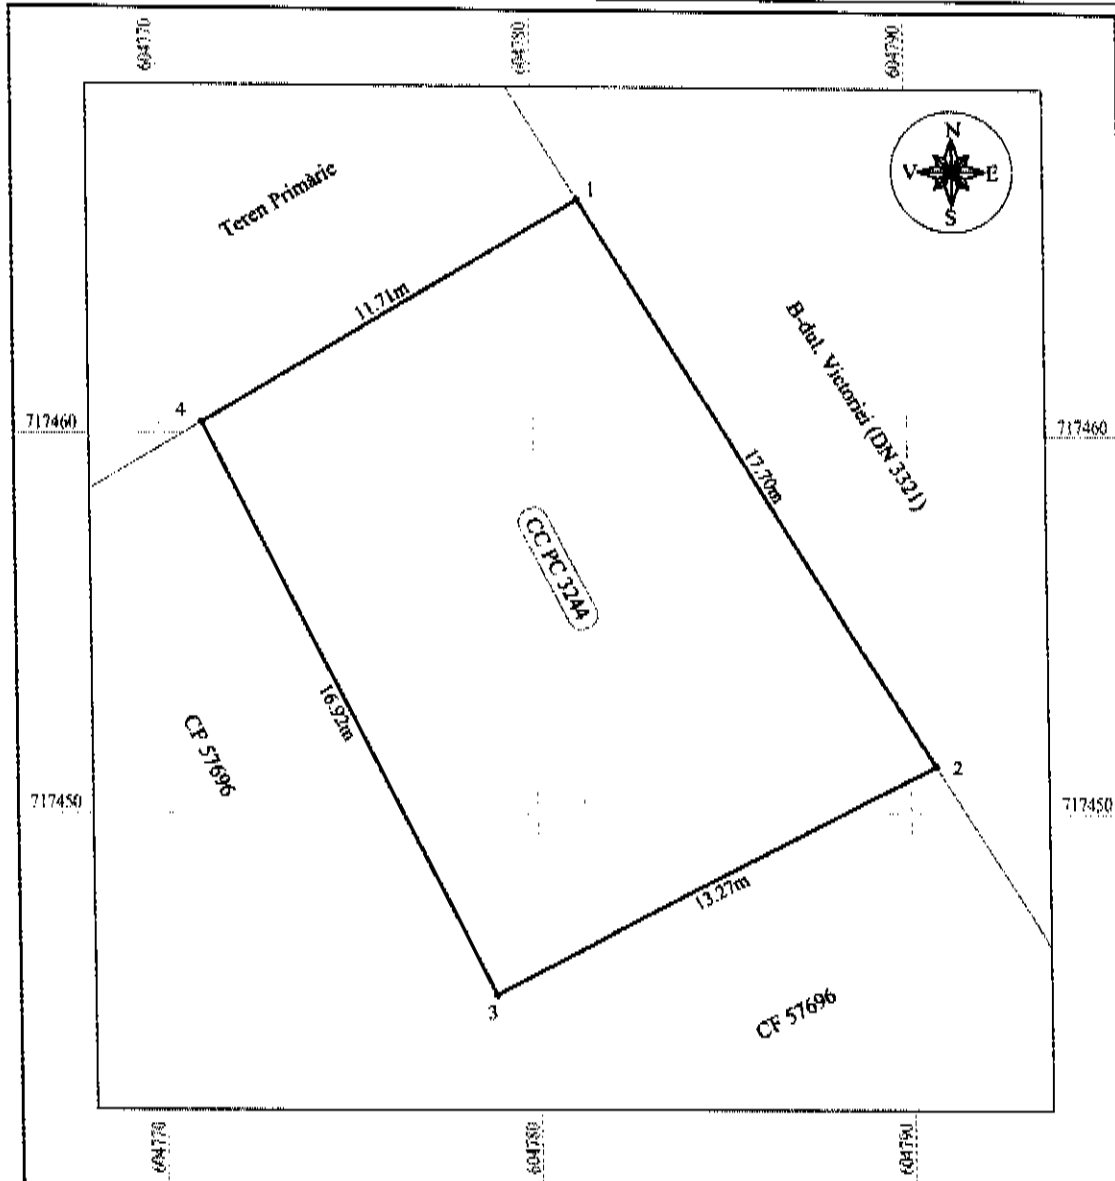 604770
604780
604790
N
V
E
S
1
Teren Primărie
11.71m
B-dul. Victoriei (DN 3321)
4
717460
717460
17.70m
CC PC 3244
16.92m
CF 57696
2
717450
717450
13.27m
3
CF 57696
604770
604780
604790